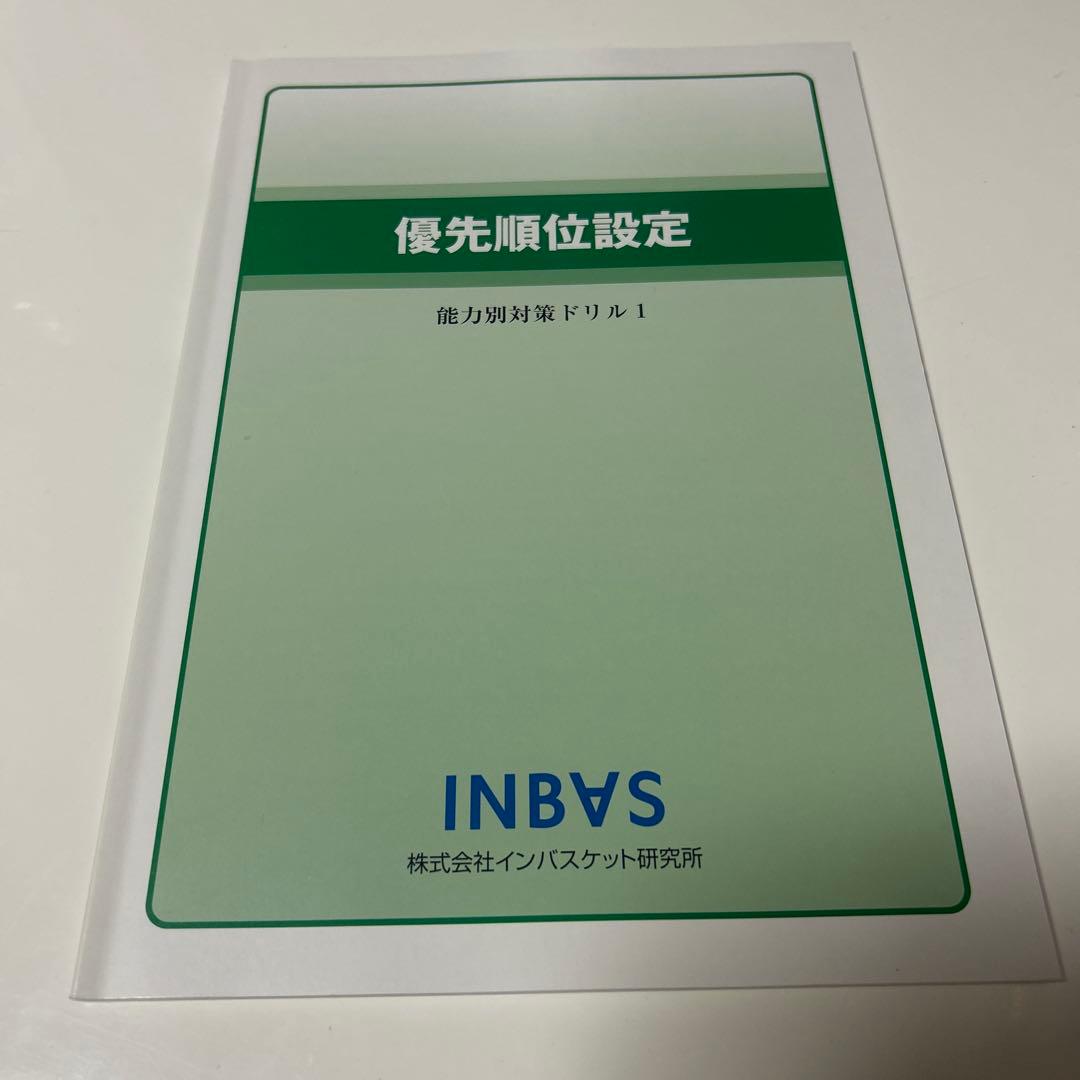 優先順位設定
能力別対策ドリル1
INB∀S
株式会社インバスケット研究所